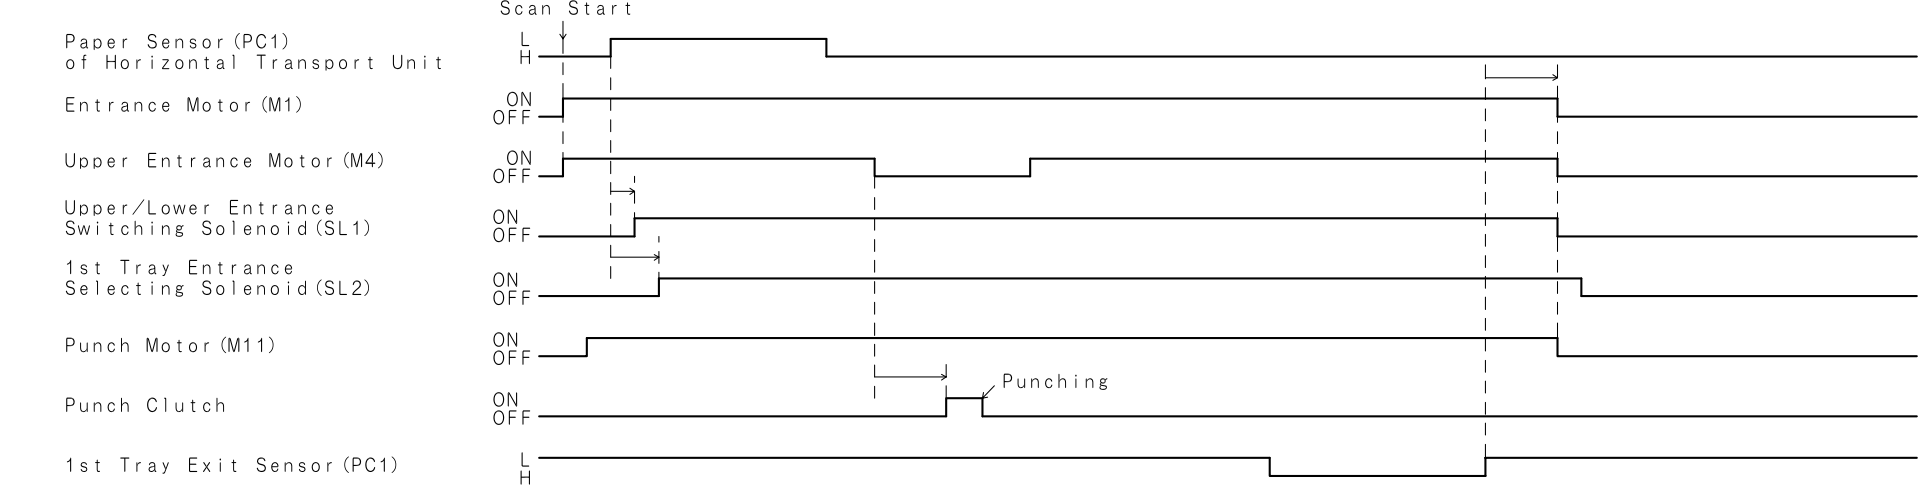 Scan Start
Paper Sensor(PC1)
of Horizontal Transport Unit
L
H
Entrance Motor(M1)
ON
OFF
Upper Entrance Motor(M4)
ON
OFF
Upper/Lower Entrance
Switching Solenoid(SL1)
ON
OFF
1st Tray Entrance
Selecting Solenoid(SL2)
ON
OFF
Punch Motor(M11)
ON
OFF
Punch Clutch
ON
OFF
Punching
1st Tray Exit Sensor(PC1)
L
H